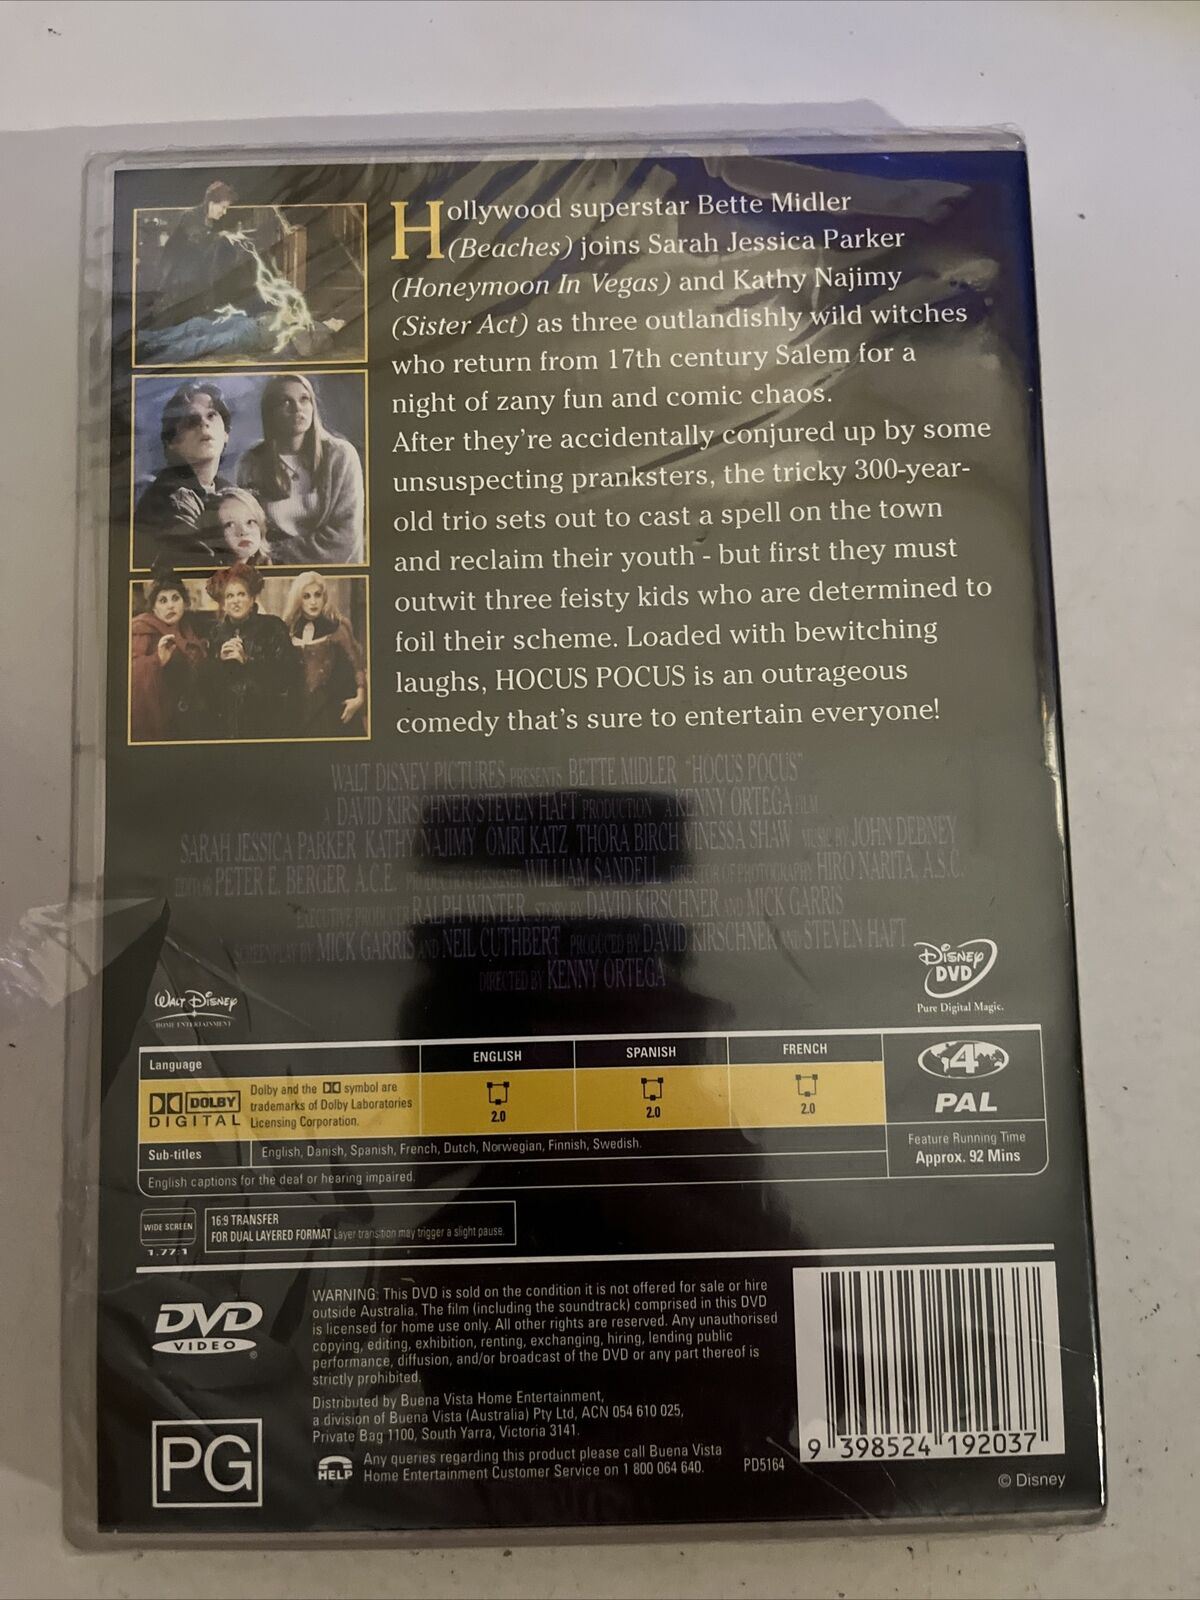 Hollywood superstar Bette Midler
(Beaches) joins Sarah Jessica Parker
(Honeymoon In Vegas) and Kathy Najimy
(Sister Act) as three outlandishly wild witches
who return from 17th century Salem for a
night of zany fun and comic chaos.
After they're accidentally conjured up by some
unsuspecting pranksters, the tricky 300-year-
old trio sets out to cast a spell on the town
and reclaim their youth - but first they must
outwit three feisty kids who are determined to
foil their scheme. Loaded with bewitching
laughs, HOCUS POCUS is an outrageous
comedy that's sure to entertain everyone!
WALT DISNEY PICTURES PRESENTS BETTE MIDLER "HOCUS POCUS"
A DAVID KIRSCHNER/STEVEN HAFT PRODUCTION A KENNY ORTEGA FILM
SARAH JESSICA PARKER KATHY NAJIMY OMRI KATZ THORA BIRCH VINESSA SHAW MUSIC BY JOHN DEBNEY
EDITOR PETER E. BERGER, A.C.E. PRODUCTION DESIGNER WILLIAM SANDELL DIRECTOR OF PHOTOGRAPHY HIRO NARITA, A.S.C.
EXECUTIVE PRODUCER RALPH WINTER STORY BY DAVID KIRSCHNER AND MICK GARRIS
SCREENPLAY BY MICK GARRIS AND NEIL CUTHBERT PRODUCED BY DAVID KIRSCHNER AND STEVEN HAFT
DIRECTED BY KENNY ORTEGA
WALT DISNEY
HOME ENTERTAINMENT
DISNEY
DVD
Pure Digital Magic.
Language ENGLISH SPANISH FRENCH
DOLBY
DIGITAL
Dolby and the symbol are
trademarks of Dolby Laboratories
Licensing Corporation.
2.0 2.0 2.0
4
PAL
Sub-titles English, Danish, Spanish, French, Dutch, Norwegian, Finnish, Swedish.
English captions for the deaf or hearing impaired.
Feature Running Time
Approx. 92 Mins
WIDE SCREEN
1.77:1
16:9 TRANSFER
FOR DUAL LAYERED FORMAT Layer transition may trigger a slight pause.
DVD
VIDEO
WARNING: This DVD is sold on the condition it is not offered for sale or hire
outside Australia. The film (including the soundtrack) comprised in this DVD
is licensed for home use only. All other rights are reserved. Any unauthorised
copying, editing, exhibition, renting, exchanging, hiring, lending public
performance, diffusion, and/or broadcast of the DVD or any part thereof is
strictly prohibited.
Distributed by Buena Vista Home Entertainment,
a division of Buena Vista (Australia) Pty Ltd, ACN 054 610 025,
Private Bag 1100, South Yarra, Victoria 3141.
HELP
Any queries regarding this product please call Buena Vista
Home Entertainment Customer Service on 1 800 064 640.
PD5164
PG
9 398524 192037
© Disney